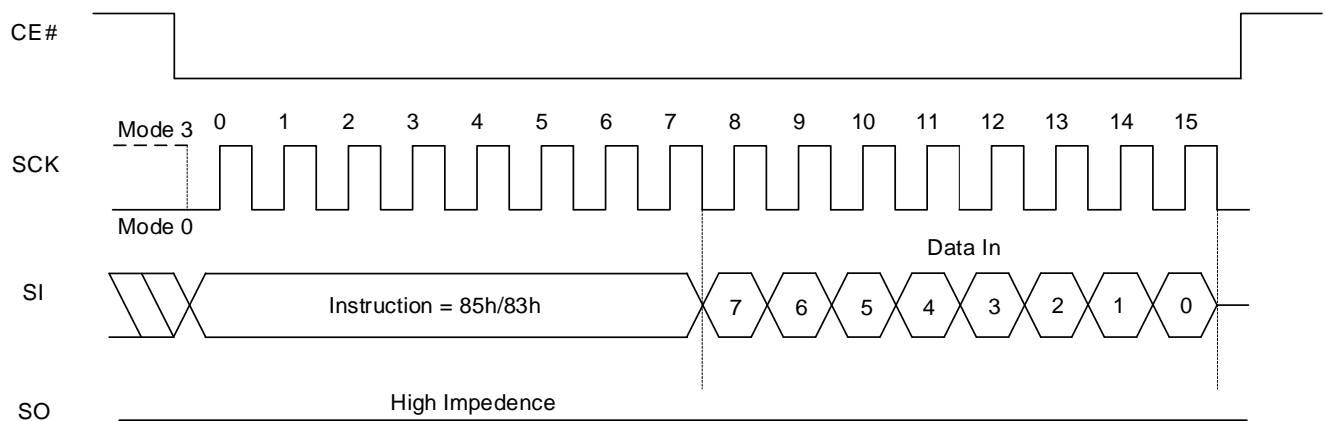 CE#
Mode 3 0 1 2 3 4 5 6 7 8 9 10 11 12 13 14 15
SCK
Mode 0
Data In
SI Instruction = 85h/83h 7 6 5 4 3 2 1 0
High Impedence
SO